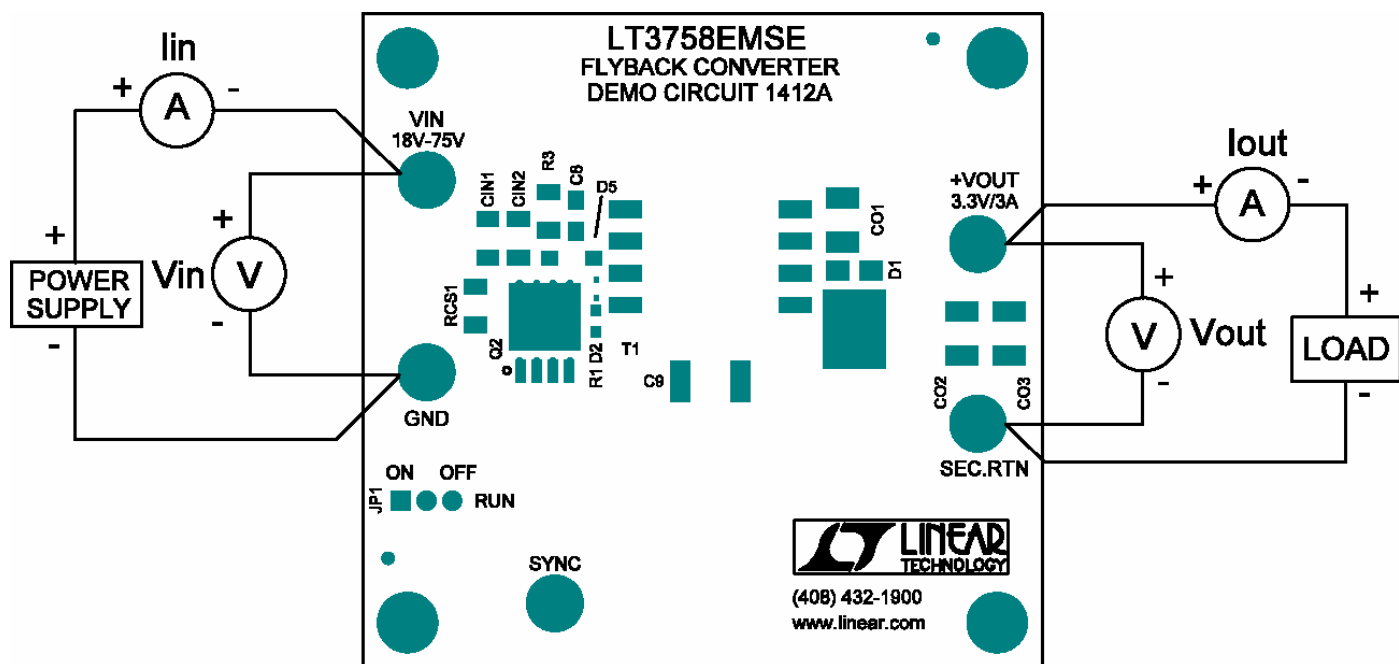 LT3758EMSE
FLYBACK CONVERTER
DEMO CIRCUIT 1412A
Iin
+ A -
VIN
18V-75V
+
V
Vin
-
+
POWER
SUPPLY
-
GND
CIN1
CIN2
R3
C8
D5
RCS1
Q2
R1
D2
T1
C9
CO1
D1
+VOUT
3.3V/3A
CO2
CO3
SEC.RTN
Iout
+ A -
+
V
Vout
-
+
LOAD
-
ON OFF
JP1
RUN
SYNC
LT LINEAR
TECHNOLOGY
(408) 432-1900
www.linear.com